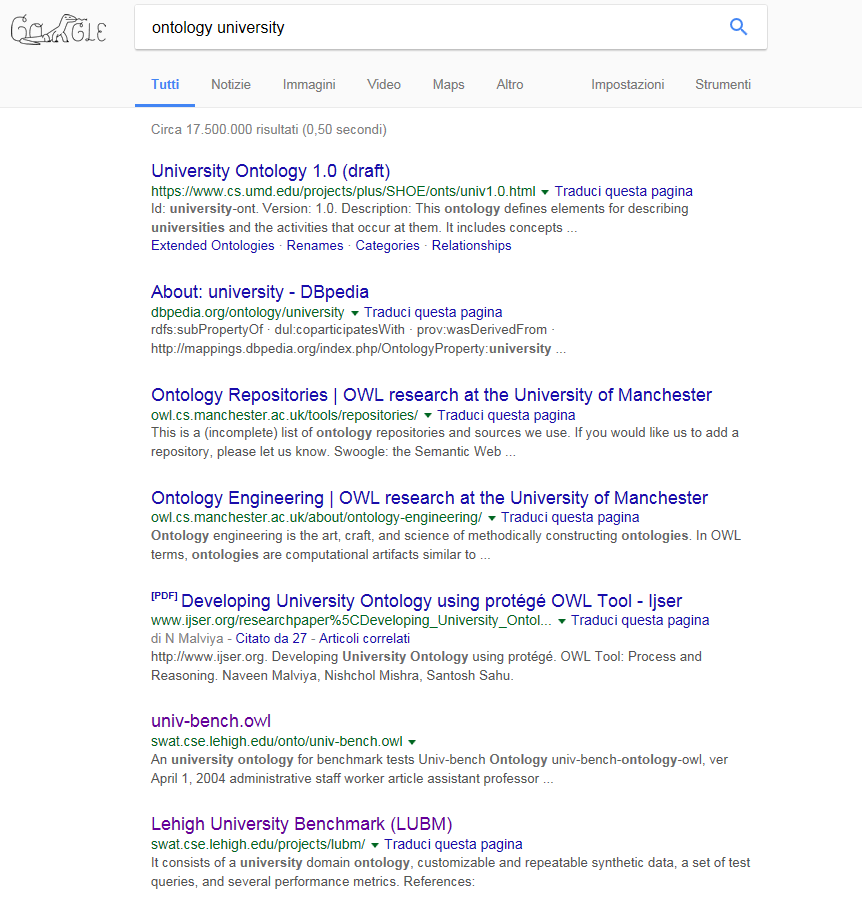 Google
ontology university
Tutti Notizie Immagini Video Maps Altro Impostazioni Strumenti
Circa 17.500.000 risultati (0,50 secondi)
University Ontology 1.0 (draft)
https://www.cs.umd.edu/projects/plus/SHOE/onts/univ1.0.html ▼ Traduci questa pagina
Id: university-ont. Version: 1.0. Description: This ontology defines elements for describing
universities and the activities that occur at them. It includes concepts ...
Extended Ontologies · Renames · Categories · Relationships
About: university - DBpedia
dbpedia.org/ontology/university ▼ Traduci questa pagina
rdfs:subPropertyOf · dul:coparticipatesWith · prov:wasDerivedFrom ·
http://mappings.dbpedia.org/index.php/OntologyProperty:university ...
Ontology Repositories | OWL research at the University of Manchester
owl.cs.manchester.ac.uk/tools/repositories/ ▼ Traduci questa pagina
This is a (incomplete) list of ontology repositories and sources we use. If you would like us to add a
repository, please let us know. Swoogle: the Semantic Web ...
Ontology Engineering | OWL research at the University of Manchester
owl.cs.manchester.ac.uk/about/ontology-engineering/ ▼ Traduci questa pagina
Ontology engineering is the art, craft, and science of methodically constructing ontologies. In OWL
terms, ontologies are computational artifacts similar to ...
[PDF] Developing University Ontology using protégé OWL Tool - Ijser
www.ijser.org/researchpaper%5CDeveloping_University_Ontol... ▼ Traduci questa pagina
di N Malviya - Citato da 27 - Articoli correlati
http://www.ijser.org. Developing University Ontology using protégé. OWL Tool: Process and
Reasoning. Naveen Malviya, Nishchol Mishra, Santosh Sahu.
univ-bench.owl
swat.cse.lehigh.edu/onto/univ-bench.owl ▼
An university ontology for benchmark tests Univ-bench Ontology univ-bench-ontology-owl, ver
April 1, 2004 administrative staff worker article assistant professor ...
Lehigh University Benchmark (LUBM)
swat.cse.lehigh.edu/projects/lubm/ ▼ Traduci questa pagina
It consists of a university domain ontology, customizable and repeatable synthetic data, a set of test
queries, and several performance metrics. References: